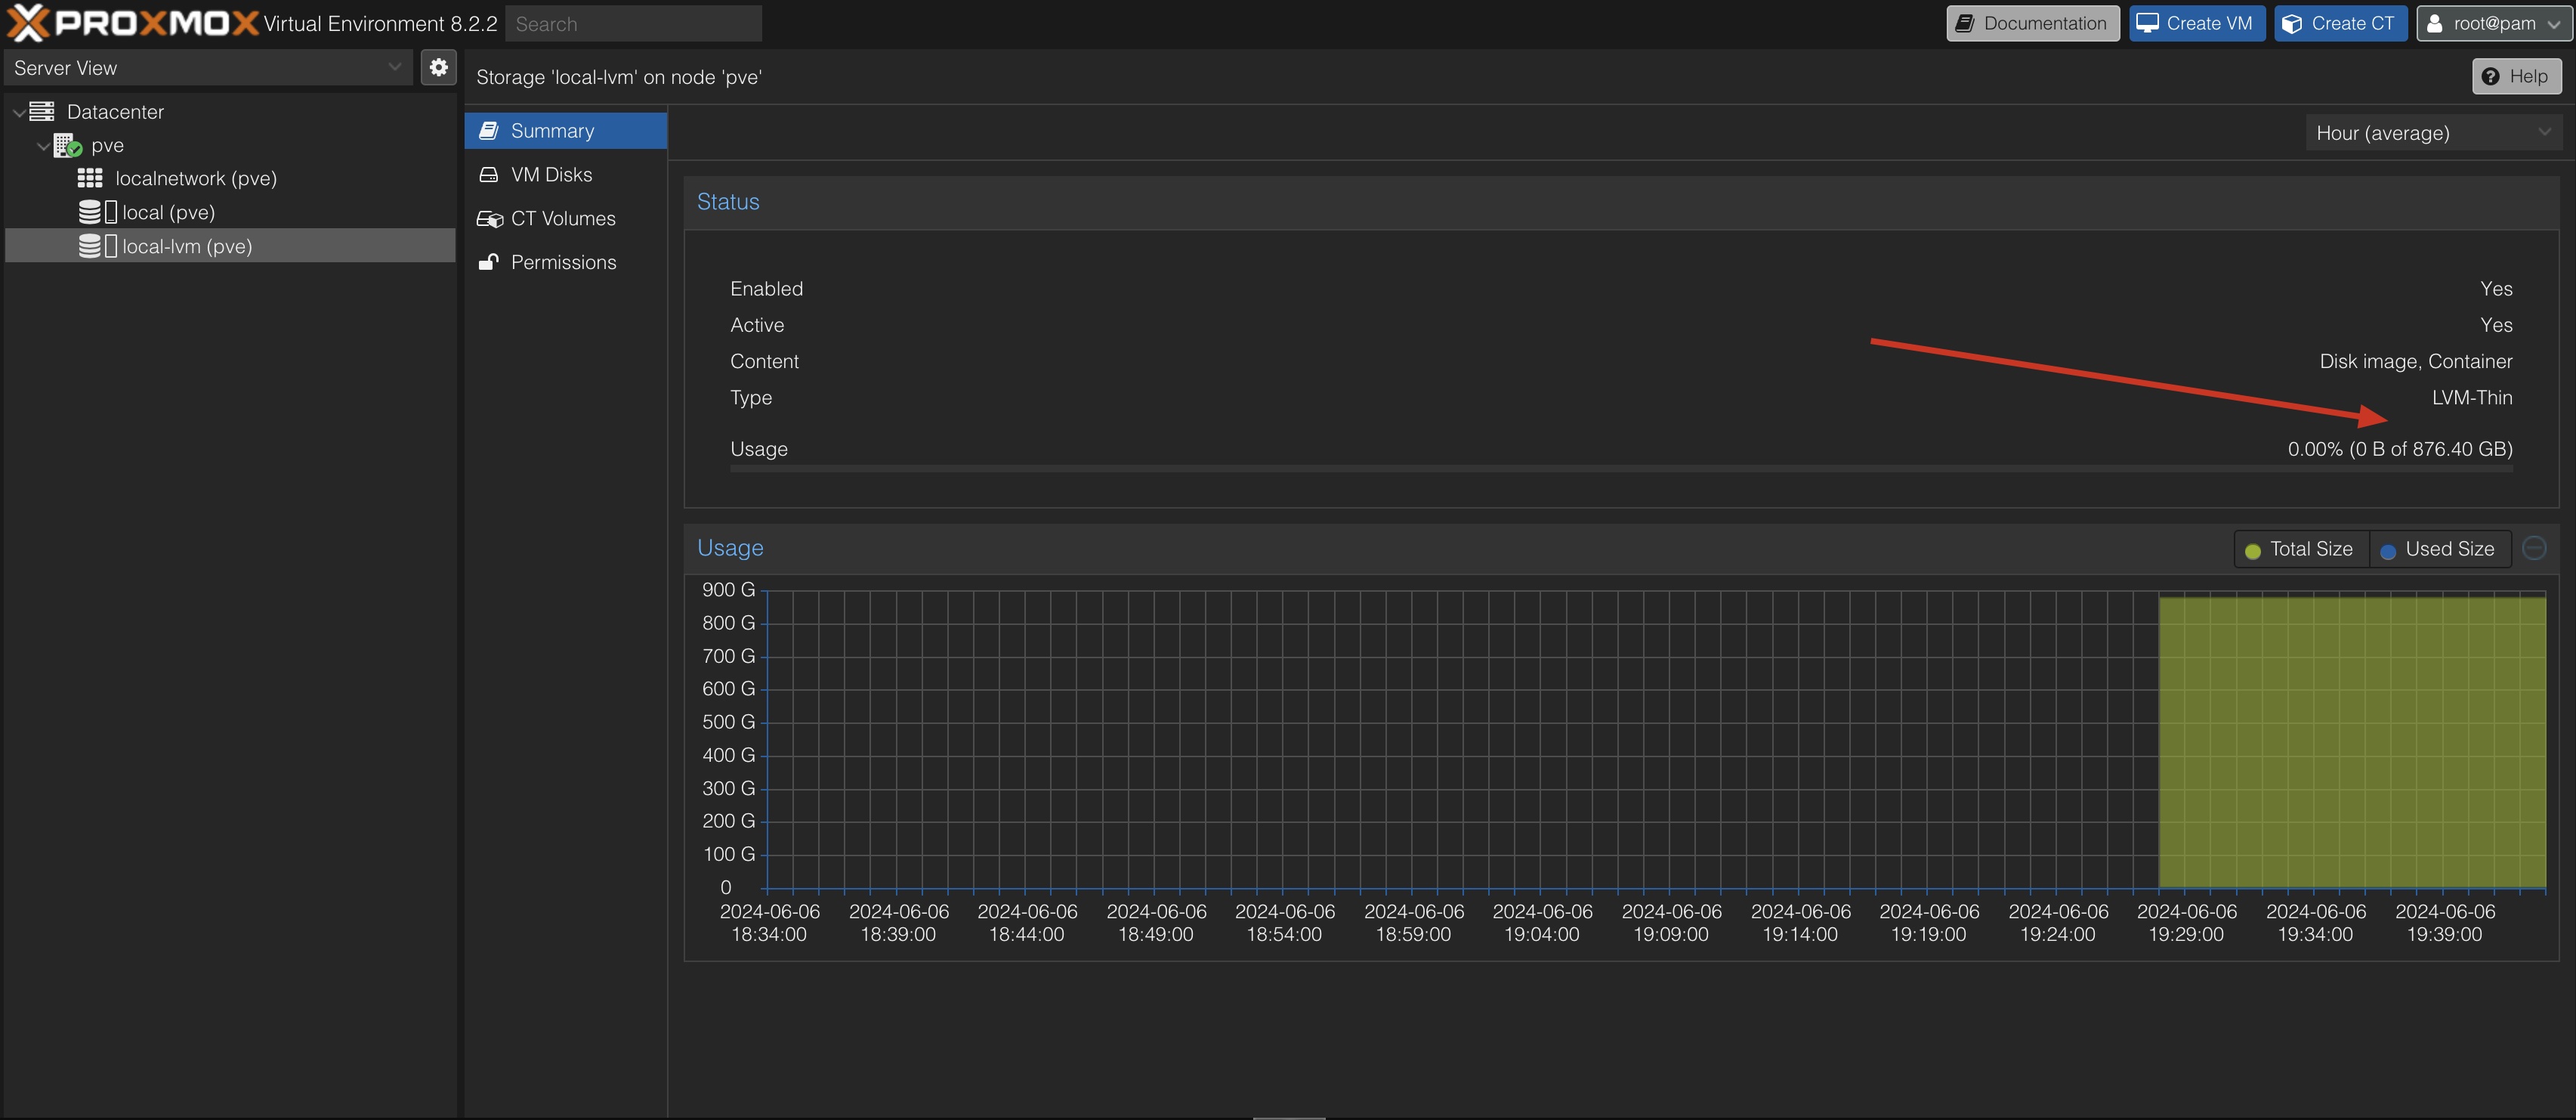 PROXMOX Virtual Environment 8.2.2 Search Documentation Create VM Create CT root@pam
Server View
Storage 'local-lvm' on node 'pve' Help
Datacenter
pve
localnetwork (pve)
local (pve)
local-lvm (pve)
Summary
VM Disks
CT Volumes
Permissions
Hour (average)
Status
Enabled Yes
Active Yes
Content Disk image, Container
Type LVM-Thin
Usage 0.00% (0 B of 876.40 GB)
Usage Total Size Used Size
900 G
800 G
700 G
600 G
500 G
400 G
300 G
200 G
100 G
0
2024-06-06 2024-06-06 2024-06-06 2024-06-06 2024-06-06 2024-06-06 2024-06-06 2024-06-06 2024-06-06 2024-06-06 2024-06-06 2024-06-06 2024-06-06 2024-06-06
18:34:00 18:39:00 18:44:00 18:49:00 18:54:00 18:59:00 19:04:00 19:09:00 19:14:00 19:19:00 19:24:00 19:29:00 19:34:00 19:39:00